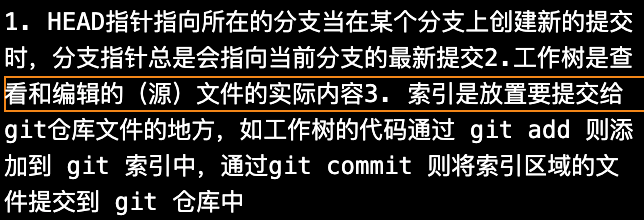 1. HEAD指针指向所在的分支当在某个分支上创建新的提交
时，分支指针总是会指向当前分支的最新提交2.工作树是查
看和编辑的（源）文件的实际内容3. 索引是放置要提交给
git仓库文件的地方，如工作树的代码通过 git add 则添
加到 git 索引中，通过git commit 则将索引区域的文
件提交到 git 仓库中